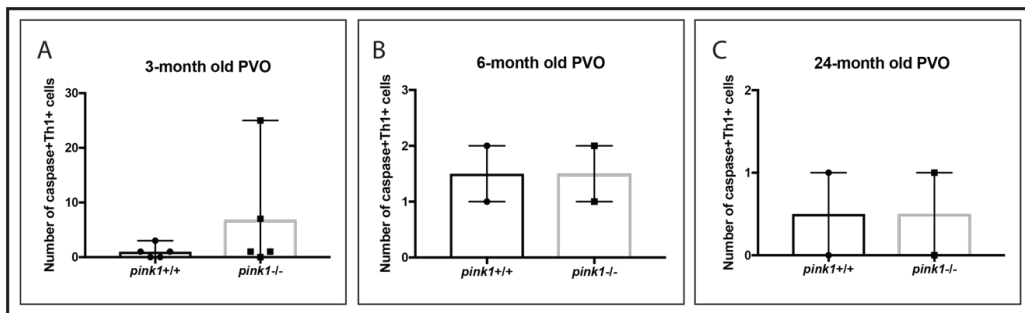 A
3-month old PVO
Number of caspase+Th1+ cells
30
20
10
0
pink1+/+
pink1-/-
B
6-month old PVO
Number of caspase+Th1+ cells
3
2
1
0
pink1+/+
pink1-/-
C
24-month old PVO
Number of caspase+Th1+ cells
2
1
0
pink1+/+
pink1-/-